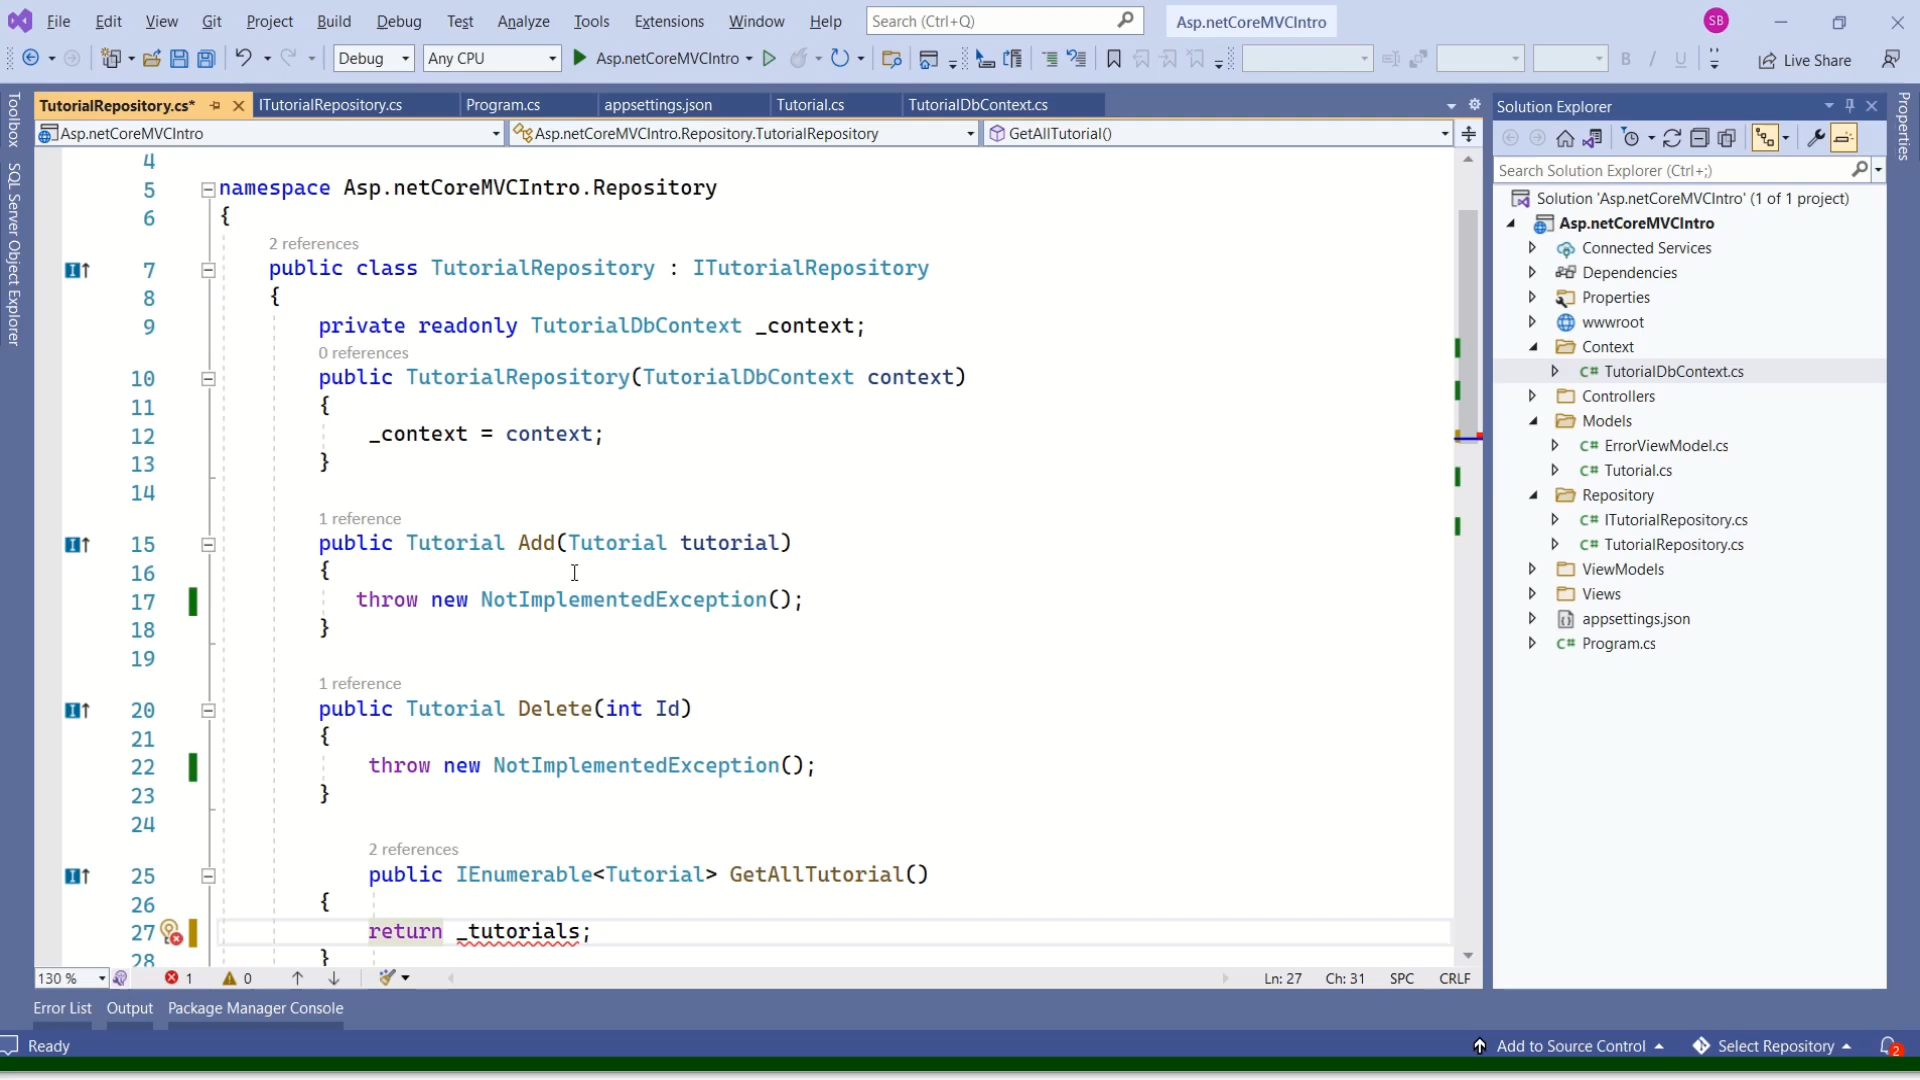 File Edit View Git Project Build Debug Test Analyze Tools Extensions Window Help Search (Ctrl+Q) Asp.netCoreMVCIntro SB
Debug Any CPU Asp.netCoreMVCIntro Live Share
TutorialRepository.cs* ITutorialRepository.cs Program.cs appsettings.json Tutorial.cs TutorialDbContext.cs
Asp.netCoreMVCIntro Asp.netCoreMVCIntro.Repository.TutorialRepository GetAllTutorial()
Toolbox
SQL Server Object Explorer
4
5 namespace Asp.netCoreMVCIntro.Repository
6 {
2 references
7 public class TutorialRepository : ITutorialRepository
8 {
9 private readonly TutorialDbContext _context;
0 references
10 public TutorialRepository(TutorialDbContext context)
11 {
12 _context = context;
13 }
14
1 reference
15 public Tutorial Add(Tutorial tutorial)
16 {
17 throw new NotImplementedException();
18 }
19
1 reference
20 public Tutorial Delete(int Id)
21 {
22 throw new NotImplementedException();
23 }
24
2 references
25 public IEnumerable<Tutorial> GetAllTutorial()
26 {
27 return _tutorials;
28 }
130 % 1 0 Ln: 27 Ch: 31 SPC CRLF
Solution Explorer
Search Solution Explorer (Ctrl+;)
Solution 'Asp.netCoreMVCIntro' (1 of 1 project)
Asp.netCoreMVCIntro
Connected Services
Dependencies
Properties
wwwroot
Context
C# TutorialDbContext.cs
Controllers
Models
C# ErrorViewModel.cs
C# Tutorial.cs
Repository
C# ITutorialRepository.cs
C# TutorialRepository.cs
ViewModels
Views
appsettings.json
C# Program.cs
Properties
Error List Output Package Manager Console
Ready Add to Source Control Select Repository 2